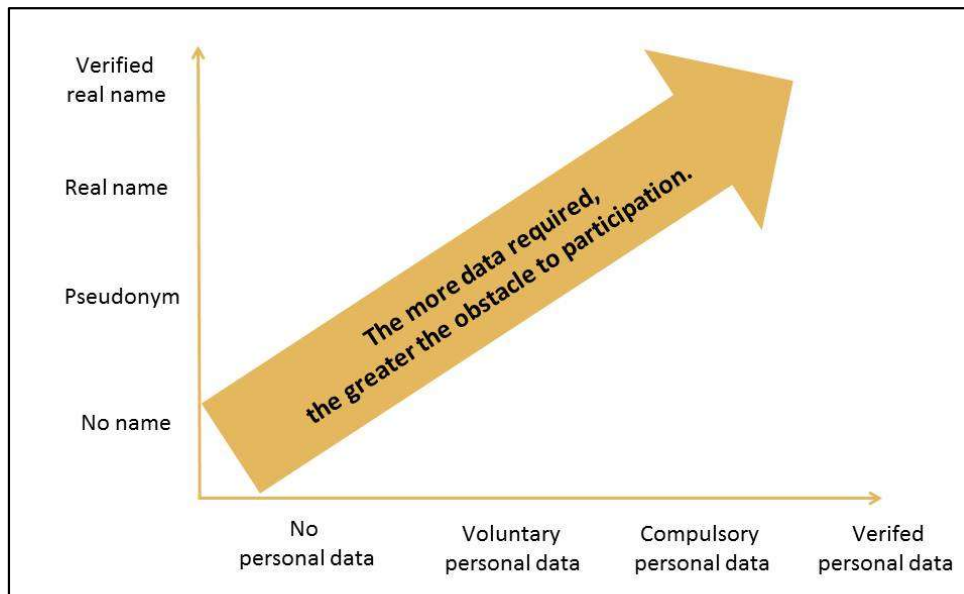 Verified
real name
Real name
Pseudonym
No name
The more data required,
the greater the obstacle to participation.
No
personal data
Voluntary
personal data
Compulsory
personal data
Verifed
personal data